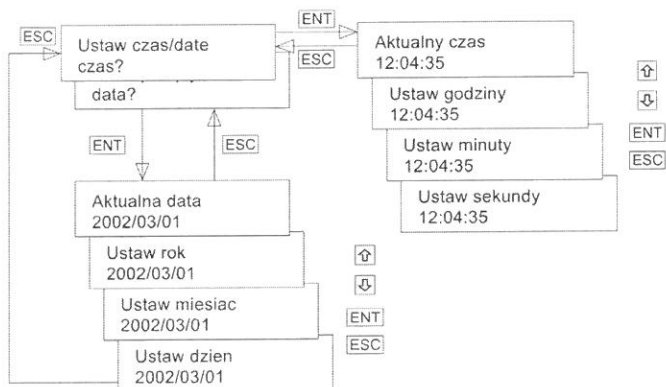 ESC
Ustaw czas/date
czas?
data?
ENT
ESC
Aktualny czas
12:04:35
Ustaw godziny
12:04:35
Ustaw minuty
12:04:35
Ustaw sekundy
12:04:35
ENT
ESC
ENT
ESC
Aktualna data
2002/03/01
Ustaw rok
2002/03/01
Ustaw miesiac
2002/03/01
Ustaw dzien
2002/03/01
ENT
ESC